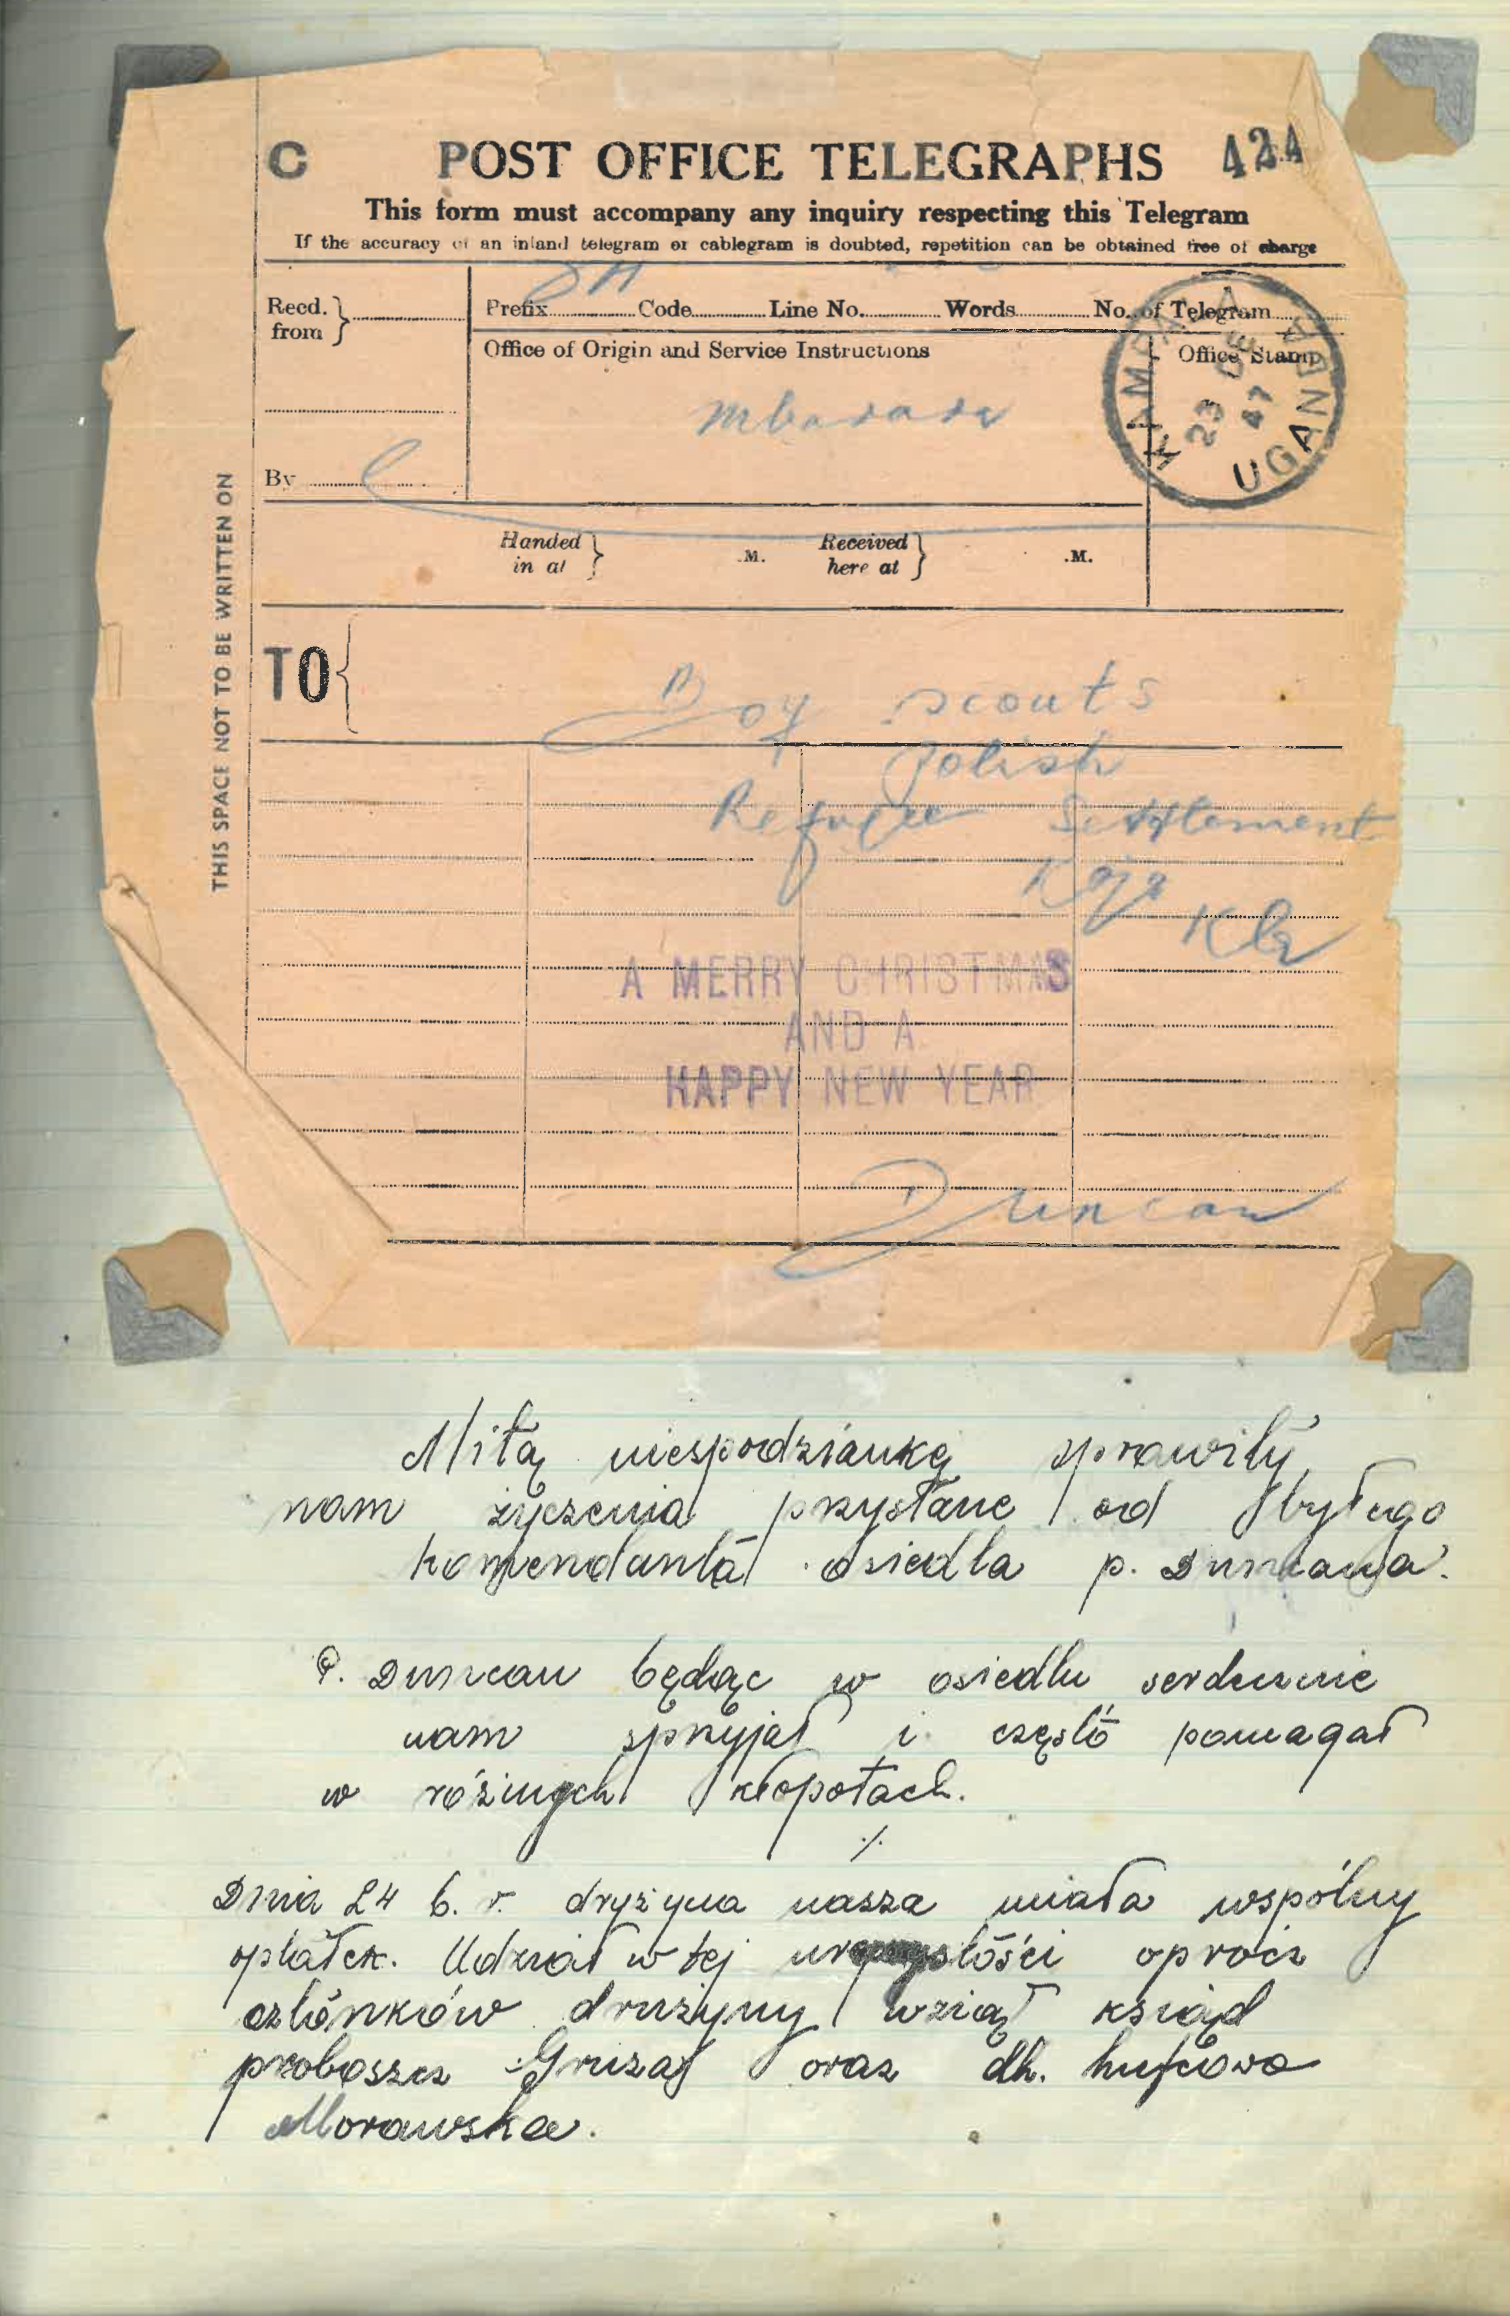 C POST OFFICE TELEGRAPHS 424
This form must accompany any inquiry respecting this Telegram
If the accuracy of an inland telegram or cablegram is doubted, repetition can be obtained free of charge
Recd. from
Prefix Code Line No. Words No. of Telegram
Office of Origin and Service Instructions
Office Stamp
KAMPALA
23 DE
47
UGANDA
Mbarara
By
Handed in at .M. Received here at .M.
THIS SPACE NOT TO BE WRITTEN ON
TO
Boy scouts
Polish
Refugee Settlement
Koja
Kla
A MERRY CHRISTMAS
AND A
HAPPY NEW YEAR
Duncan
Miłą niespodziankę sprawiły
nam życzenia przysłane od byłego
komendanta osiedla p. Duncana.
P. Duncan będąc w osiedlu serdecznie
nam sprzyjał i często pomagał
w różnych kłopotach.
./.
Dnia 24 b. r. dryżyna nasza miała wspólny
opłatek. Udział w tej oprócz
członków drużyny wziął ksiąd
proboszcz oraz dh. hufcowa
Morawska.